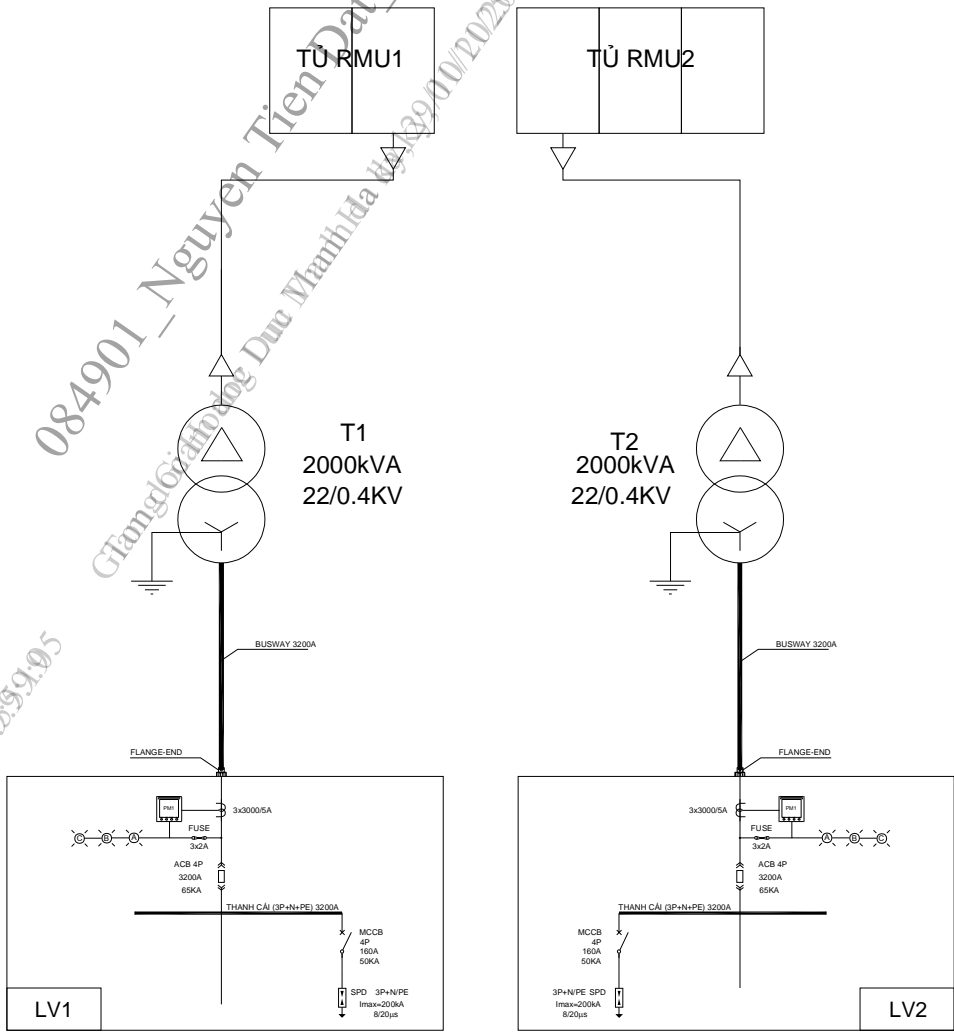 TỦ RMU1
TỦ RMU2
084901_Nguyen Tien Dat_
T1
2000kVA
22/0.4KV
T2
2000kVA
22/0.4KV
BUSWAY 3200A
BUSWAY 3200A
FLANGE-END
FLANGE-END
PM1
3x3000/5A
C
B
A
FUSE
3x2A
ACB 4P
3200A
65KA
THANH CÁI (3P+N+PE) 3200A
MCCB
4P
160A
50KA
SPD 3P+N/PE
Imax=200kA
8/20µs
LV1
3x3000/5A
PM1
FUSE
3x2A
A
B
C
ACB 4P
3200A
65KA
THANH CÁI (3P+N+PE) 3200A
MCCB
4P
160A
50KA
3P+N/PE SPD
Imax=200kA
8/20µs
LV2